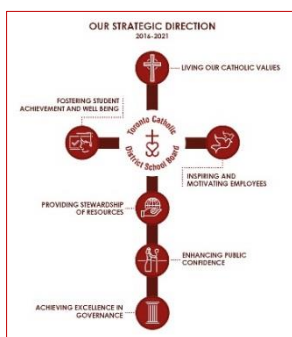 OUR STRATEGIC DIRECTION
2016-2021
LIVING OUR CATHOLIC VALUES
FOSTERING STUDENT
ACHIEVEMENT AND WELL BEING
Toronto Catholic
District School Board
INSPIRING AND
MOTIVATING EMPLOYEES
PROVIDING STEWARDSHIP
OF RESOURCES
ENHANCING PUBLIC
CONFIDENCE
ACHIEVING EXCELLENCE IN
GOVERNANCE